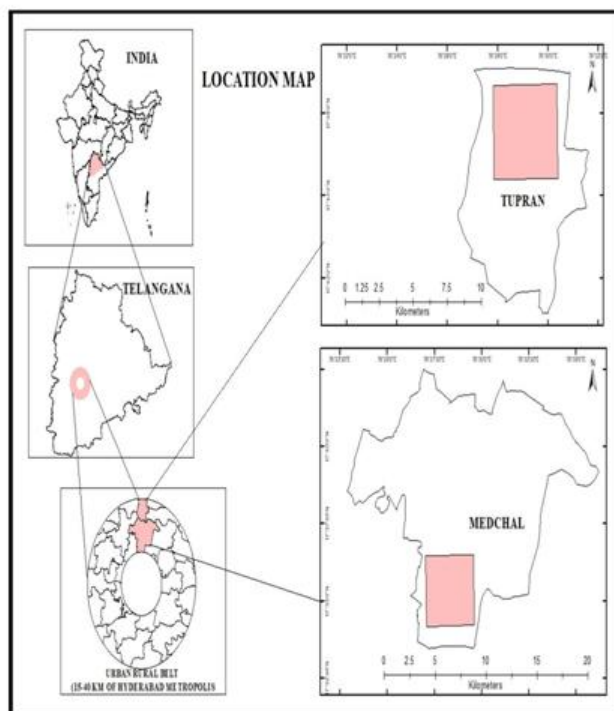 INDIA
LOCATION MAP
TELANGANA
URBAN RURAL BELT
(15-40 KM OF HYDERABAD METROPOLIS
N
TUPRAN
0 1.25 2.5 5 7.5 10
Kilometers
N
MEDCHAL
0 2.5 5 10 15 20
Kilometers